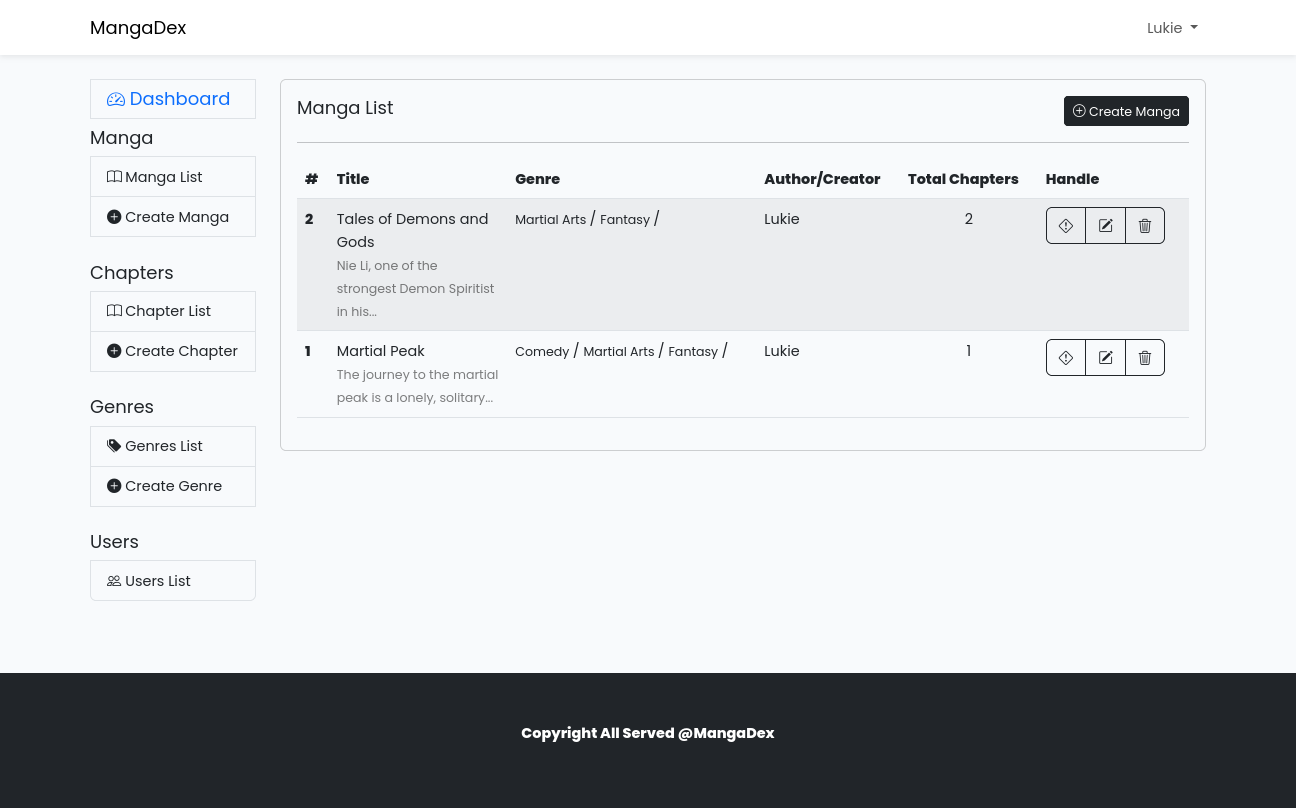 MangaDex
Lukie
Dashboard
Manga
Manga List
Create Manga
Chapters
Chapter List
Create Chapter
Genres
Genres List
Create Genre
Users
Users List
Manga List
Create Manga
# Title Genre Author/Creator Total Chapters Handle
2 Tales of Demons and Martial Arts / Fantasy / Lukie 2
Gods
Nie Li, one of the
strongest Demon Spiritist
in his...
1 Martial Peak Comedy / Martial Arts / Fantasy / Lukie 1
The journey to the martial
peak is a lonely, solitary...
Copyright All Served @MangaDex